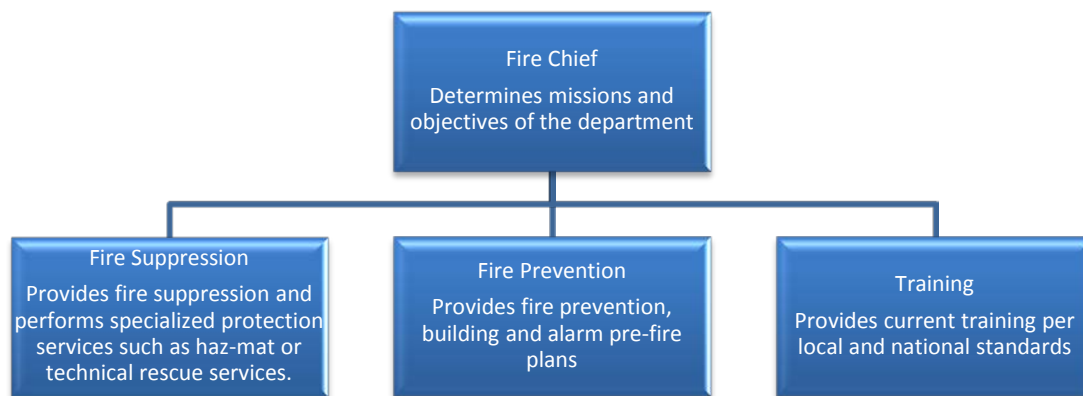 Fire Chief
Determines missions and
objectives of the department
Fire Suppression
Provides fire suppression and
performs specialized protection
services such as haz-mat or
technical rescue services.
Fire Prevention
Provides fire prevention,
building and alarm pre-fire
plans
Training
Provides current training per
local and national standards